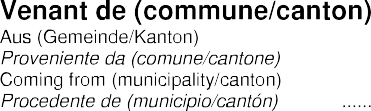 Venant de (commune/canton)
Aus (Gemeinde/Kanton)
Proveniente da (comune/cantone)
Coming from (municipality/canton)
Procedente de (municipio/cantón) ......